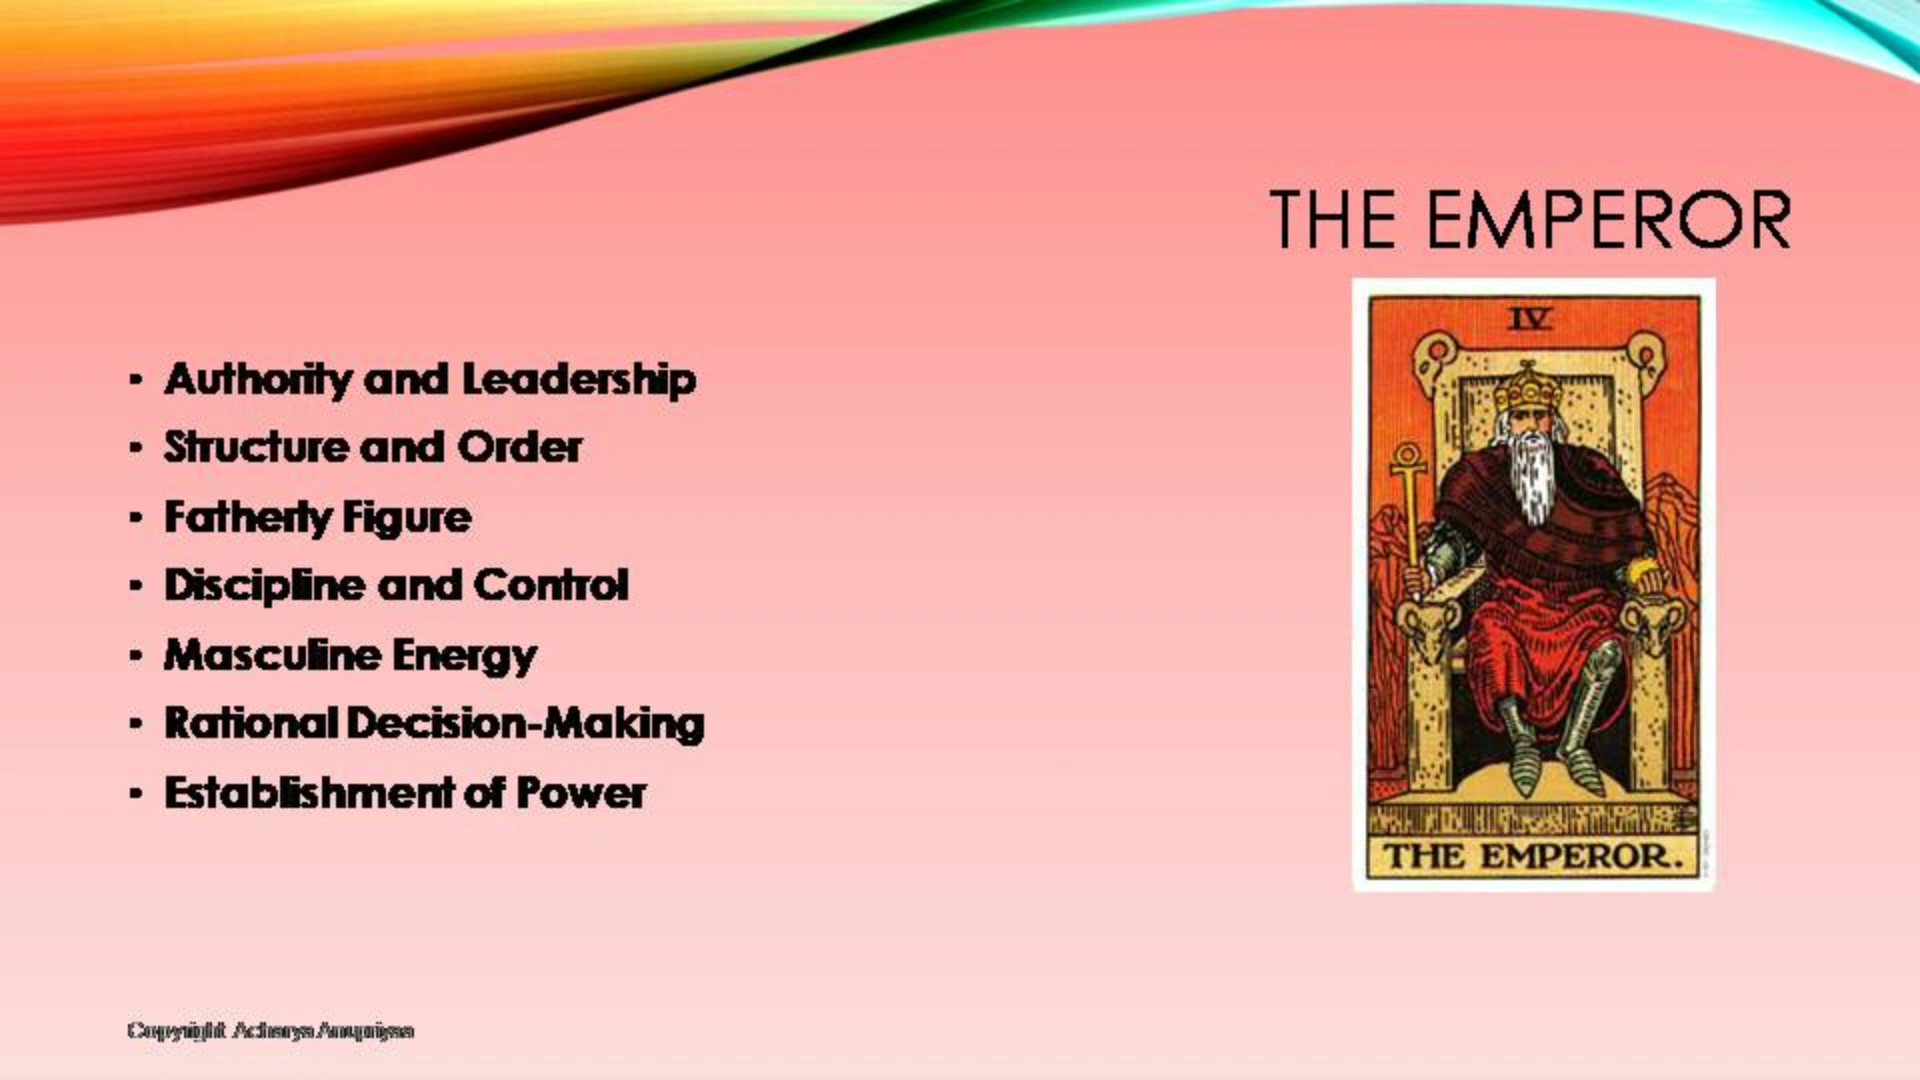 THE EMPEROR
• Authority and Leadership
• Structure and Order
• Fatherly Figure
• Discipline and Control
• Masculine Energy
• Rational Decision-Making
• Establishment of Power
IV
THE EMPEROR.
Copyright Acharya